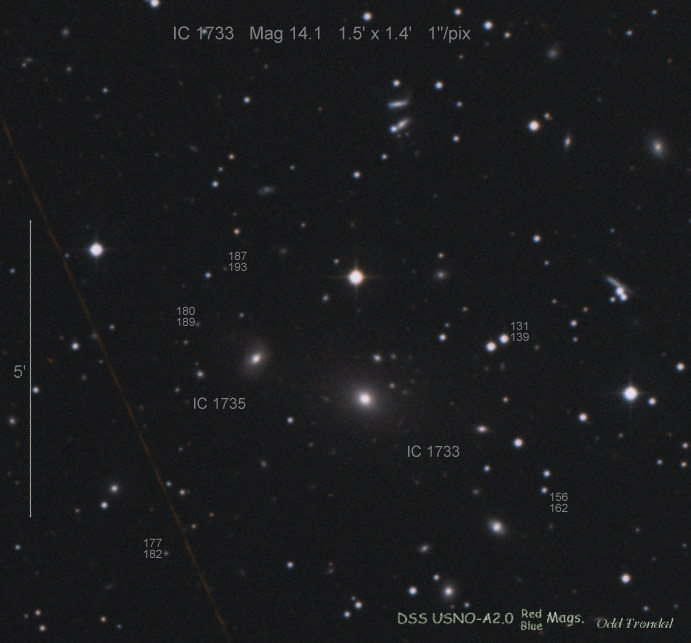 IC 1733 Mag 14.1 1.5' x 1.4' 1"/pix
187
193
180
189
131
139
5'
IC 1735
IC 1733
156
162
177
182
DSS USNO-A2.0 Red Blue Mags.
Odd Trondal